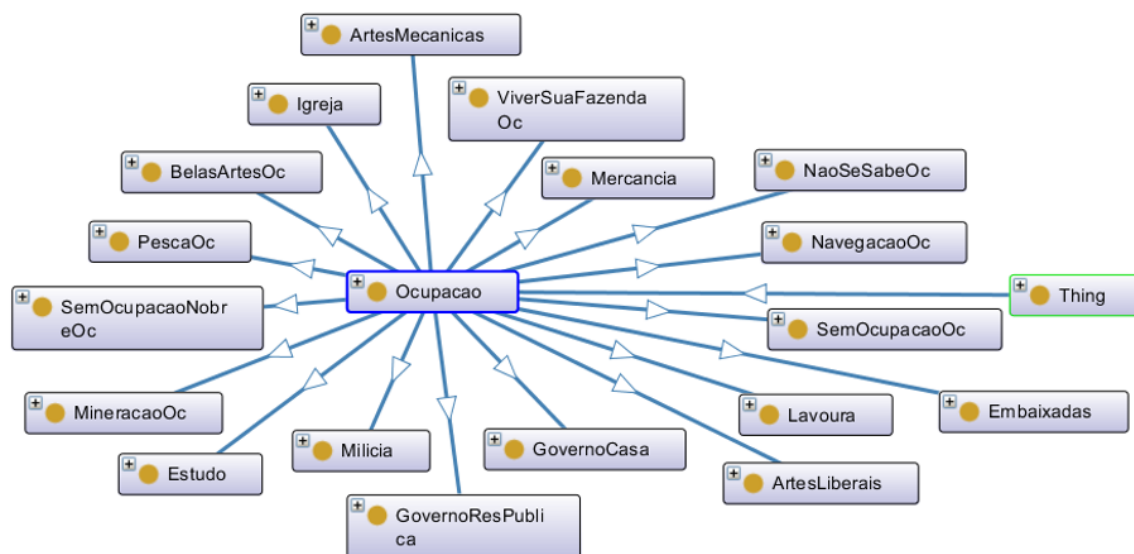 ArtesMecanicas
Igreja
ViverSuaFazenda
Oc
BelasArtesOc
Mercancia
NaoSeSabeOc
PescaOc
NavegacaoOc
Ocupacao
Thing
SemOcupacaoNobr
eOc
SemOcupacaoOc
MineracaoOc
Lavoura
Embaixadas
Estudo
Milicia
GovernoCasa
ArtesLiberais
GovernoResPubli
ca